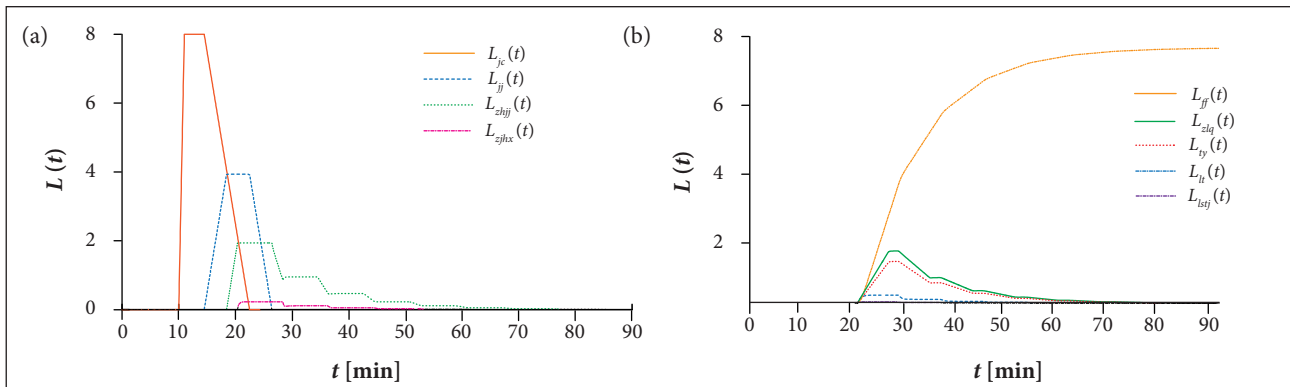 (a)
8
6
4
2
0
L (t)
L_jc(t)
L_jj(t)
L_zhjj(t)
L_zjhx(t)
0 10 20 30 40 50 60 70 80 90
t [min]
(b)
8
6
4
2
L (t)
L_ff(t)
L_zlq(t)
L_ty(t)
L_lt(t)
L_lstj(t)
0 10 20 30 40 50 60 70 80 90
t [min]